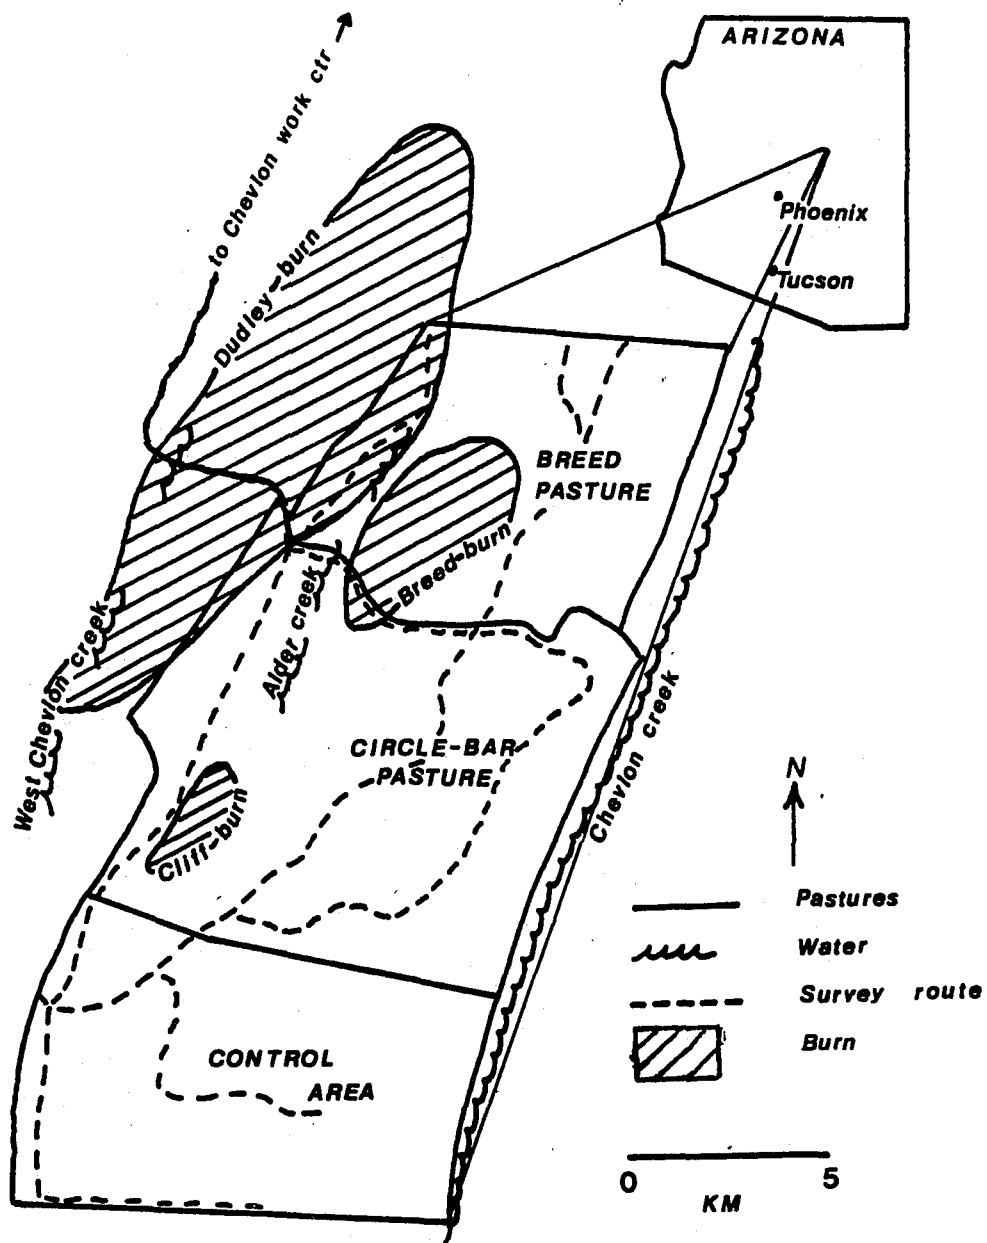 ARIZONA
Phoenix
Tucson
to Chevlon work ctr
Dudley-burn
BREED
PASTURE
Breed-burn
Alder creek
West Chevlon creek
CIRCLE-BAR
PASTURE
Chevlon creek
Cliff-burn
N
Pastures
Water
Survey route
Burn
CONTROL
AREA
0 5
KM